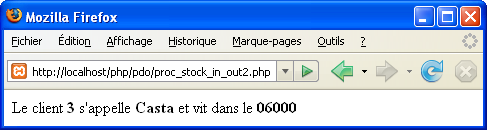 Mozilla Firefox
Fichier Édition Affichage Historique Marque-pages Outils ?
http://localhost/php/pdo/proc_stock_in_out2.php
Le client 3 s'appelle Casta et vit dans le 06000